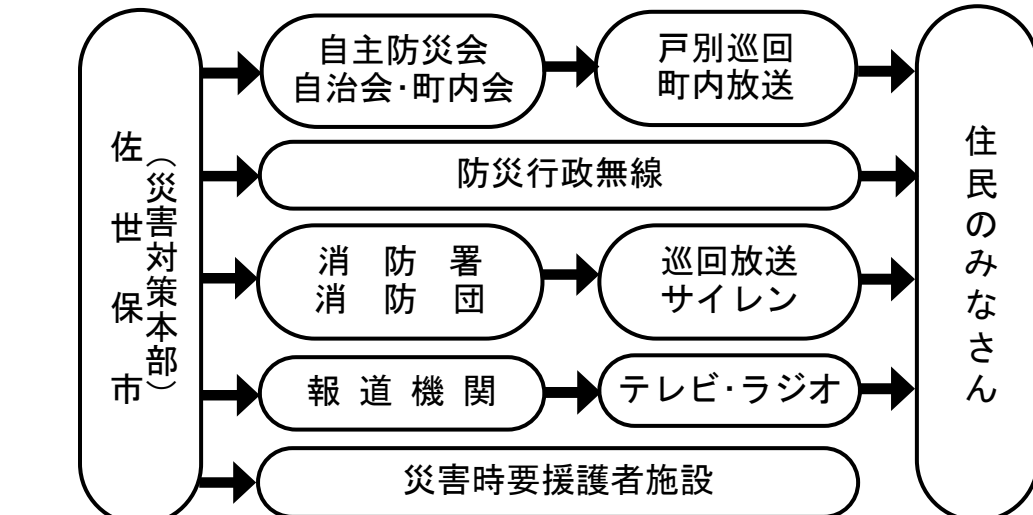 佐世保市
（災害対策本部）
自主防災会
自治会・町内会
戸別巡回
町内放送
防災行政無線
消防署
消防団
巡回放送
サイレン
報道機関
テレビ・ラジオ
災害時要援護者施設
住民のみなさん